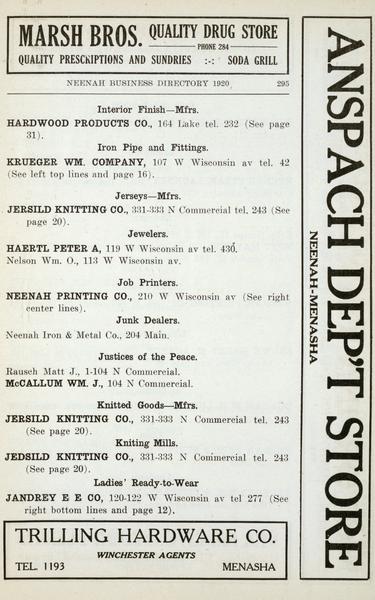 MARSH BROS. QUALITY DRUG STORE
PHONE 284
QUALITY PRESCRIPTIONS AND SUNDRIES :-: SODA GRILL
NEENAH BUSINESS DIRECTORY 1920 295
Interior Finish—Mfrs.
HARDWOOD PRODUCTS CO., 164 Lake tel. 232 (See page
31).
Iron Pipe and Fittings.
KRUEGER WM. COMPANY, 107 W Wisconsin av tel. 42
(See left top lines and page 16).
Jerseys—Mfrs.
JERSILD KNITTING CO., 331-333 N Commercial tel. 243 (See
page 20).
Jewelers.
HAERTL PETER A, 119 W Wisconsin av tel. 430.
Nelson Wm. O., 113 W Wisconsin av.
Job Printers.
NEENAH PRINTING CO., 210 W Wisconsin av (See right
center lines).
Junk Dealers.
Neenah Iron & Metal Co., 204 Main.
Justices of the Peace.
Rausch Matt J., 1-104 N Commercial.
McCALLUM WM. J., 104 N Commercial.
Knitted Goods—Mfrs.
JERSILD KNITTING CO., 331-333 N Commercial tel. 243
(See page 20).
Kniting Mills.
JEDSILD KNITTING CO., 331-333 N Commercial tel. 243
(See page 20).
Ladies' Ready-to-Wear
JANDREY E E CO, 120-122 W Wisconsin av tel 277 (See
right bottom lines and page 12).
TRILLING HARDWARE CO.
WINCHESTER AGENTS
TEL. 1193 MENASHA
ANSPACH DEP'T STORE
NEENAH-MENASHA